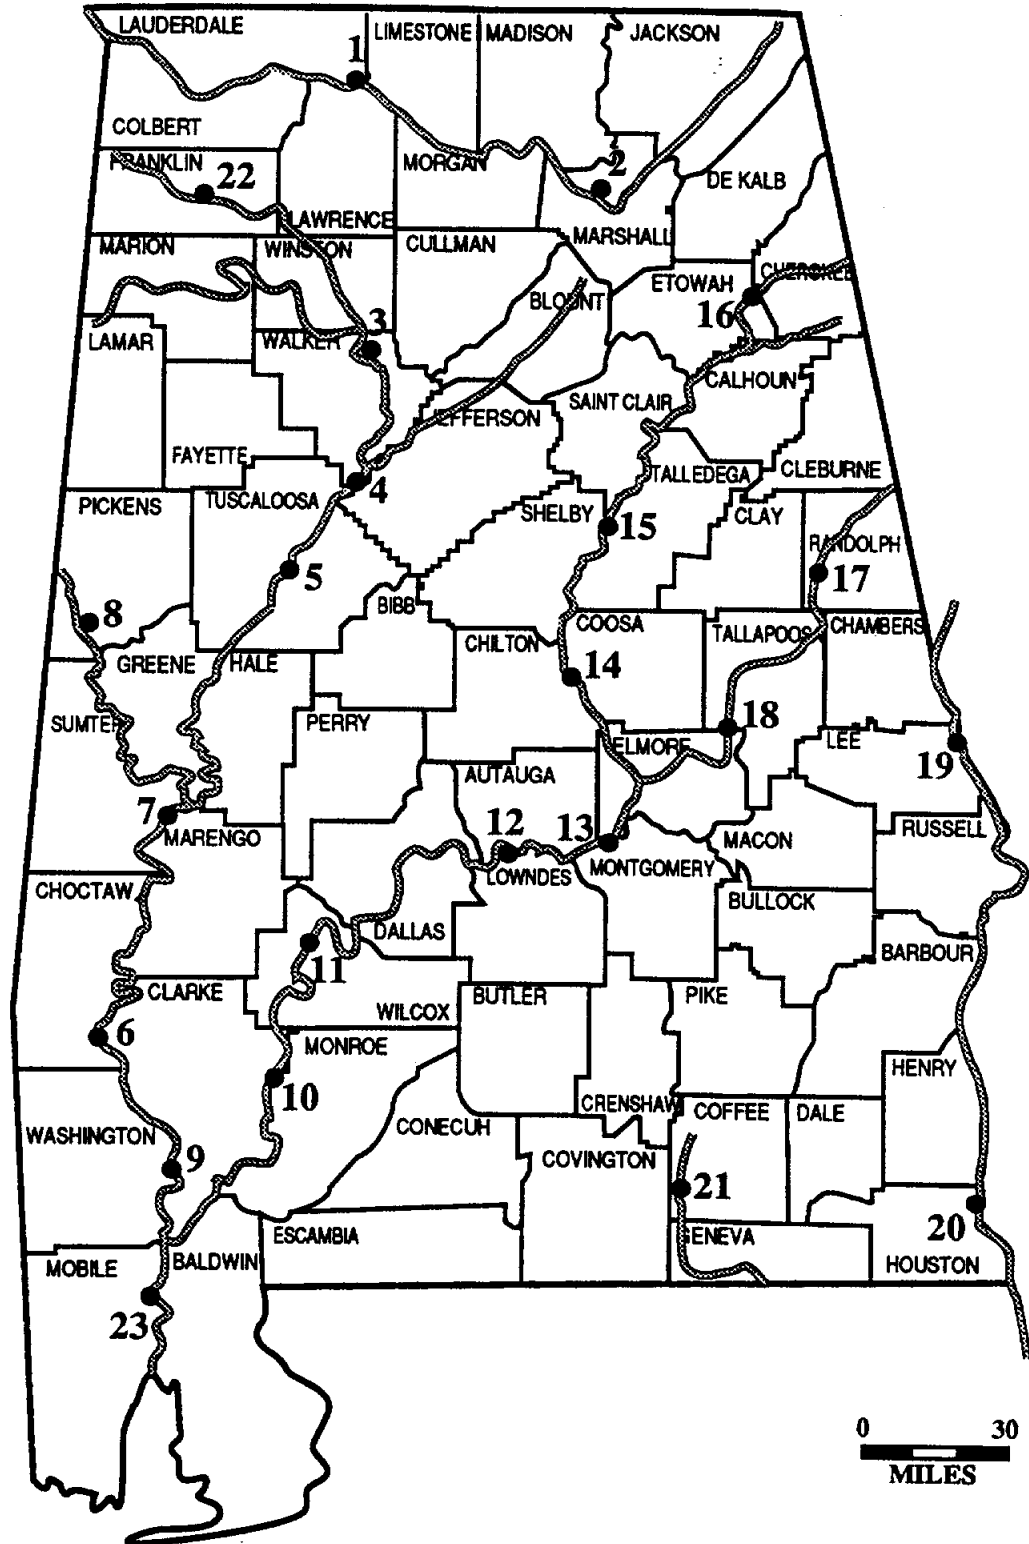 LAUDERDALE
LIMESTONE
MADISON
JACKSON
1
COLBERT
FRANKLIN
22
MORGAN
2
DE KALB
LAWRENCE
MARION
WINSTON
CULLMAN
MARSHALL
CHEROKEE
ETOWAH
BLOUNT
16
3
LAMAR
WALKER
CALHOUN
SAINT CLAIR
JEFFERSON
FAYETTE
CLEBURNE
TALLEDEGA
4
PICKENS
TUSCALOOSA
SHELBY
15
CLAY
RANDOLPH
5
17
BIBB
8
COOSA
TALLAPOOS
CHAMBERS
CHILTON
GREENE
HALE
14
SUMTER
PERRY
18
LEE
ELMORE
19
AUTAUGA
7
MARENGO
12
13
MACON
RUSSELL
MONTGOMERY
LOWNDES
CHOCTAW
BULLOCK
DALLAS
BARBOUR
11
CLARKE
BUTLER
PIKE
WILCOX
6
MONROE
HENRY
10
CRENSHAW
COFFEE
DALE
CONECUH
WASHINGTON
COVINGTON
9
21
20
ESCAMBIA
GENEVA
MOBILE
BALDWIN
HOUSTON
23
0 30
MILES